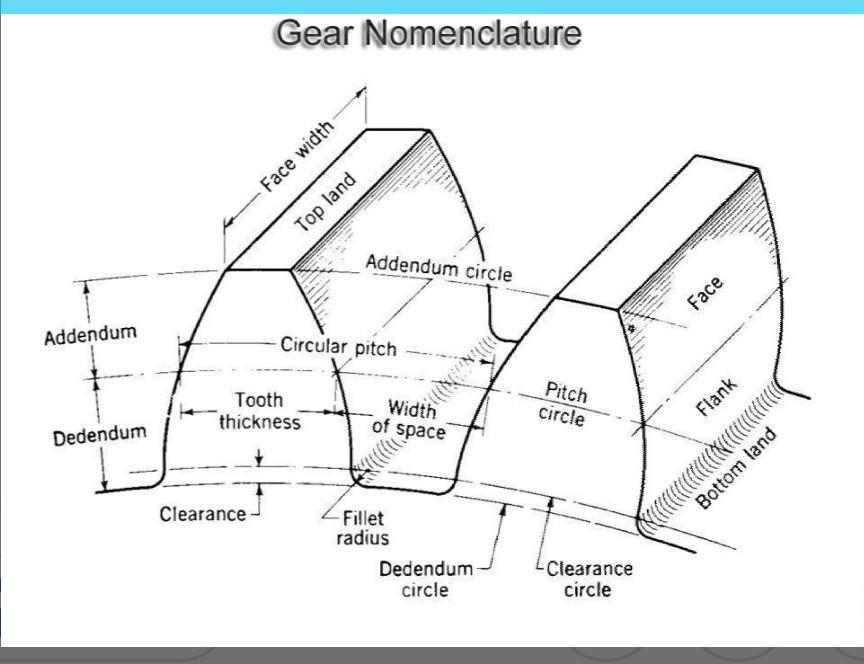 Gear Nomenclature
Face width
Top land
Addendum circle
Face
Addendum
Circular pitch
Pitch
circle
Flank
Tooth
thickness
Width
of space
Dedendum
Bottom land
Clearance
Fillet
radius
Dedendum
circle
Clearance
circle